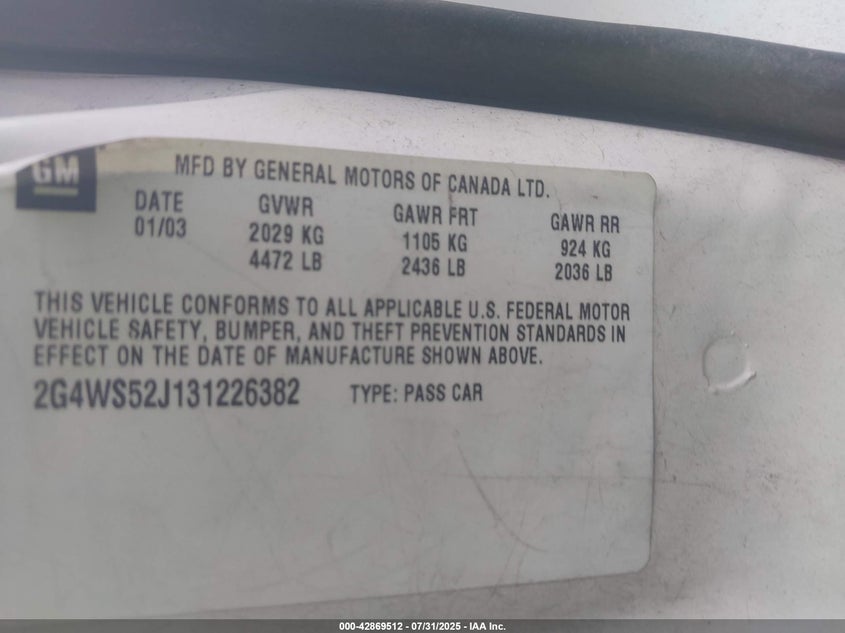 GM
MFD BY GENERAL MOTORS OF CANADA LTD.
DATE GVWR GAWR FRT GAWR RR
01/03 2029 KG 1105 KG 924 KG
4472 LB 2436 LB 2036 LB
THIS VEHICLE CONFORMS TO ALL APPLICABLE U.S. FEDERAL MOTOR
VEHICLE SAFETY, BUMPER, AND THEFT PREVENTION STANDARDS IN
EFFECT ON THE DATE OF MANUFACTURE SHOWN ABOVE.
2G4WS52J131226382 TYPE: PASS CAR
000-42869512 - 07/31/2025 - IAA Inc.